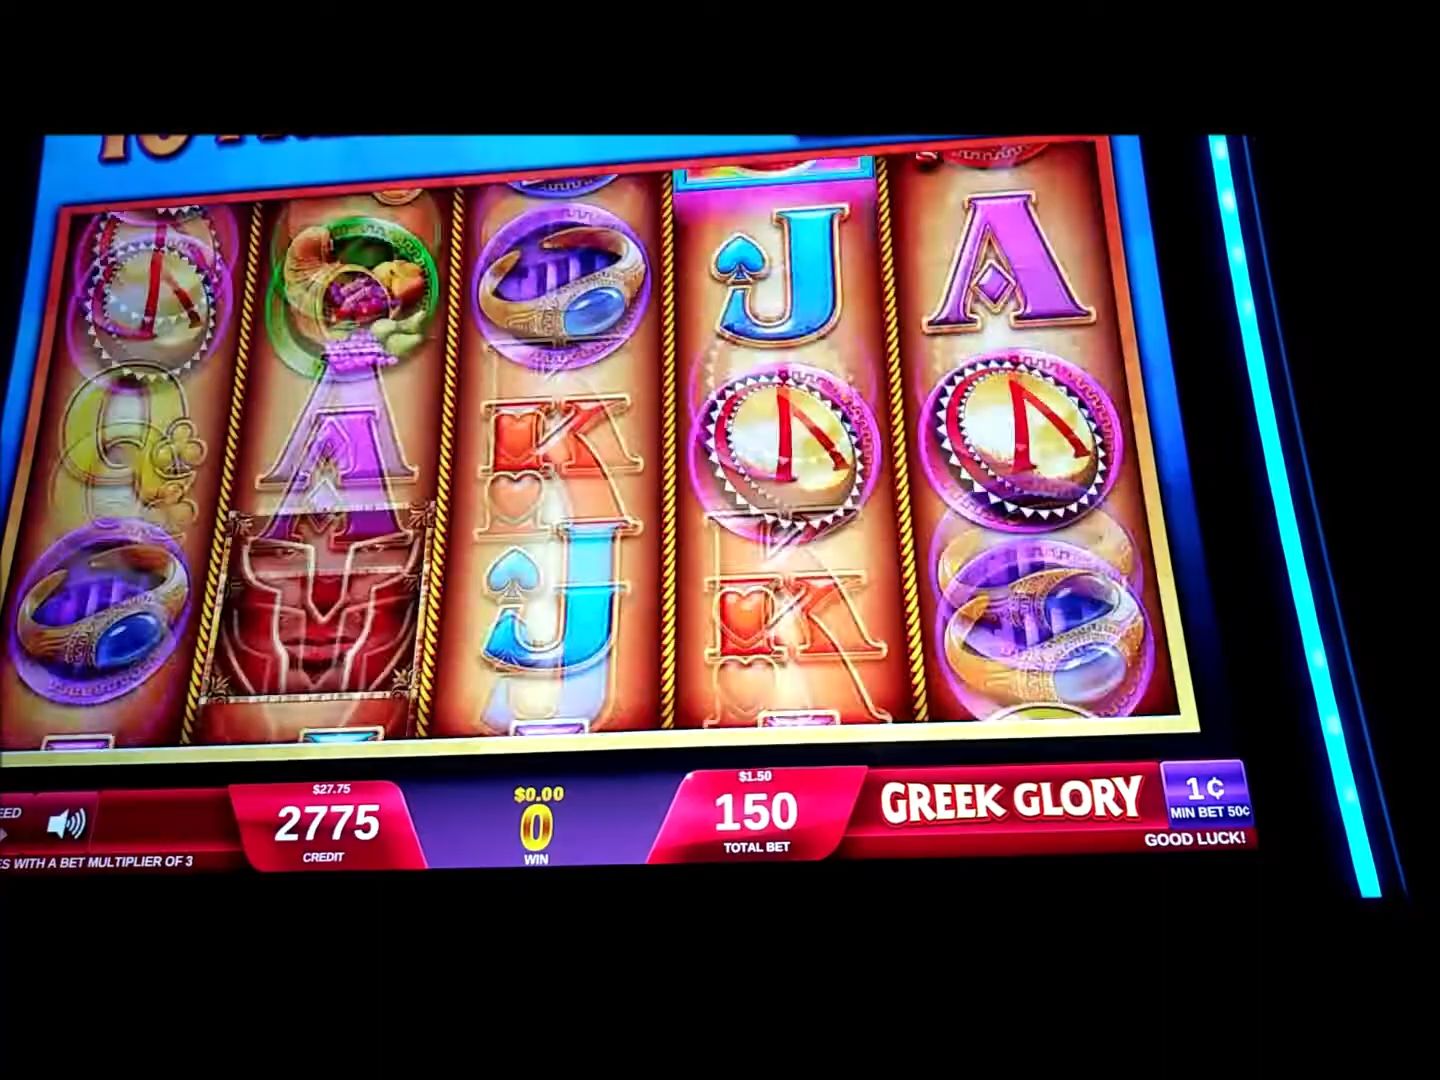 J
A
Q
A
K
J
K
$27.75
2775
CREDIT
$0.00
0
WIN
$1.50
150
TOTAL BET
GREEK GLORY
1¢
MIN BET 50¢
GOOD LUCK!
WITH A BET MULTIPLIER OF 3